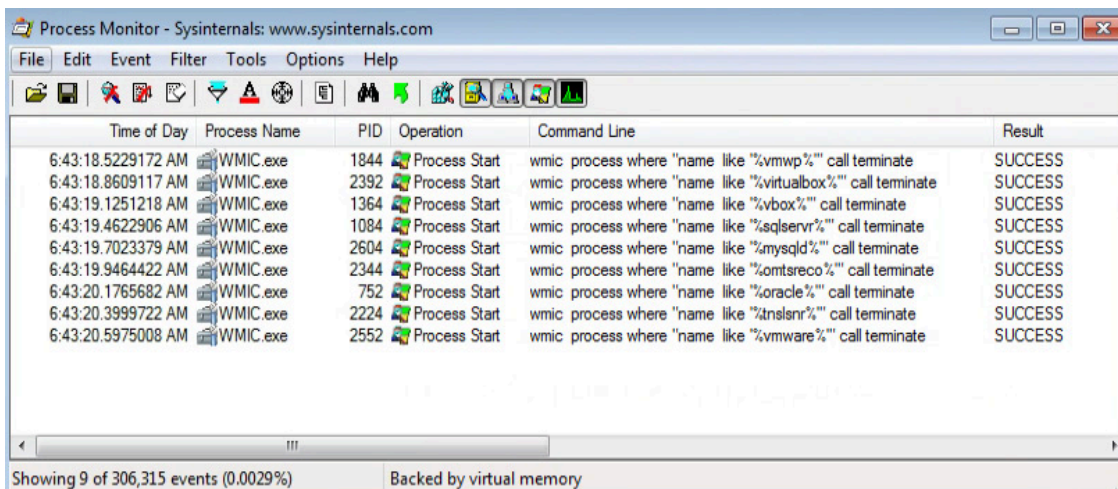 Process Monitor - Sysinternals: www.sysinternals.com
File Edit Event Filter Tools Options Help
Time of Day Process Name PID Operation Command Line Result
6:43:18.5229172 AM WMIC.exe 1844 Process Start wmic process where "name like '%vmwp%'" call terminate SUCCESS
6:43:18.8609117 AM WMIC.exe 2392 Process Start wmic process where "name like '%virtualbox%'" call terminate SUCCESS
6:43:19.1251218 AM WMIC.exe 1364 Process Start wmic process where "name like '%vbox%'" call terminate SUCCESS
6:43:19.4622906 AM WMIC.exe 1084 Process Start wmic process where "name like '%sqlservr%'" call terminate SUCCESS
6:43:19.7023379 AM WMIC.exe 2604 Process Start wmic process where "name like '%mysqld%'" call terminate SUCCESS
6:43:19.9464422 AM WMIC.exe 2344 Process Start wmic process where "name like '%omtsreco%'" call terminate SUCCESS
6:43:20.1765682 AM WMIC.exe 752 Process Start wmic process where "name like '%oracle%'" call terminate SUCCESS
6:43:20.3999722 AM WMIC.exe 2224 Process Start wmic process where "name like '%tnslsnr%'" call terminate SUCCESS
6:43:20.5975008 AM WMIC.exe 2552 Process Start wmic process where "name like '%vmware%'" call terminate SUCCESS
Showing 9 of 306,315 events (0.0029%) Backed by virtual memory